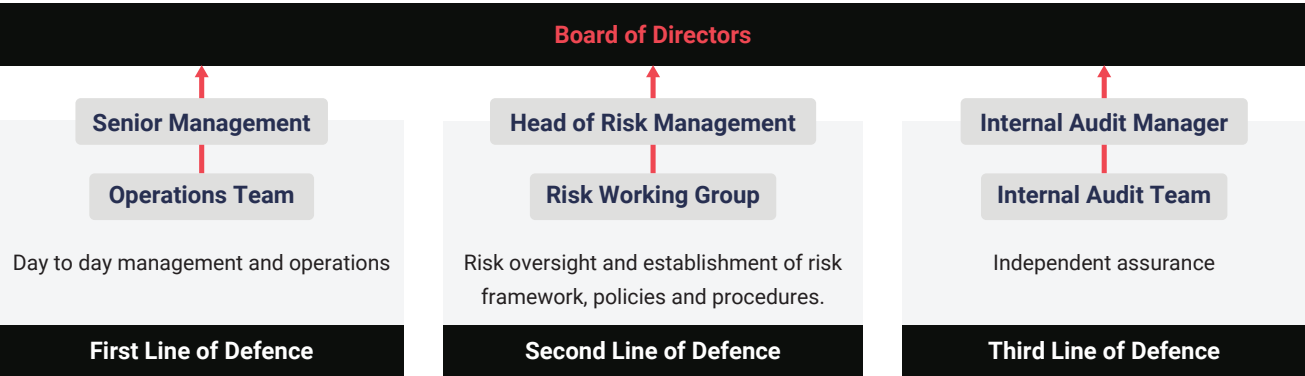 Board of Directors
Senior Management
Operations Team
Day to day management and operations
First Line of Defence
Head of Risk Management
Risk Working Group
Risk oversight and establishment of risk
framework, policies and procedures.
Second Line of Defence
Internal Audit Manager
Internal Audit Team
Independent assurance
Third Line of Defence